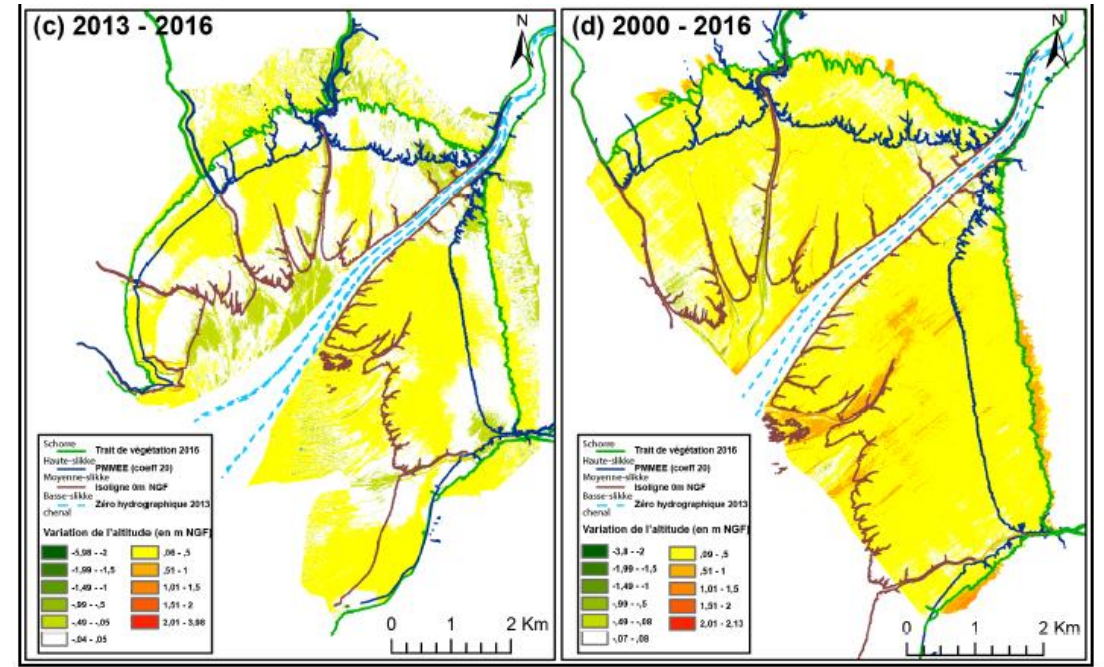 (c) 2013 - 2016
N
Schorre
Trait de végétation 2016
Haute-slikke
PMMEE (coeff 20)
Moyenne-slikke
Isoligne 0m NGF
Basse-slikke
Zéro hydrographique 2013
chenal
Variation de l'altitude (en m NGF)
-5,98 - -2
,06 - ,5
-1,99 - -1,5
,51 - 1
-1,49 - -1
1,01 - 1,5
-,99 - -,5
1,51 - 2
-,49 - -,05
2,01 - 3,98
-,04 - ,05
0 1 2 Km
(d) 2000 - 2016
N
Schorre
Trait de végétation 2016
Haute-slikke
PMMEE (coeff 20)
Moyenne-slikke
Isoligne 0m NGF
Basse-slikke
Zéro hydrographique 2013
chenal
Variation de l'altitude (en m NGF)
-3,8 - -2
,09 - ,5
-1,99 - -1,5
,51 - 1
-1,49 - -1
1,01 - 1,5
-,99 - -,5
1,51 - 2
-,49 - -,08
2,01 - 2,13
-,07 - ,08
0 1 2 Km